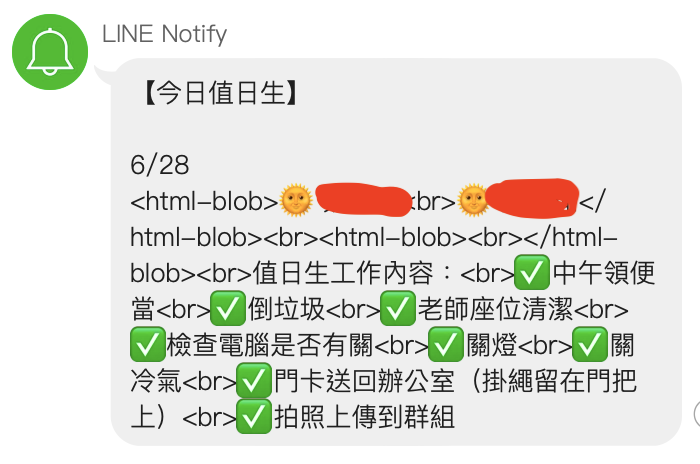 LINE Notify
【今日值日生】
6/28
<html-blob>🌞<br>🌞</
html-blob><br><html-blob><br></html-
blob><br>值日生工作內容：<br>✅中午領便
當<br>✅倒垃圾<br>✅老師座位清潔<br>
✅檢查電腦是否有關<br>✅關燈<br>✅關
冷氣<br>✅門卡送回辦公室（掛繩留在門把
上）<br>✅拍照上傳到群組